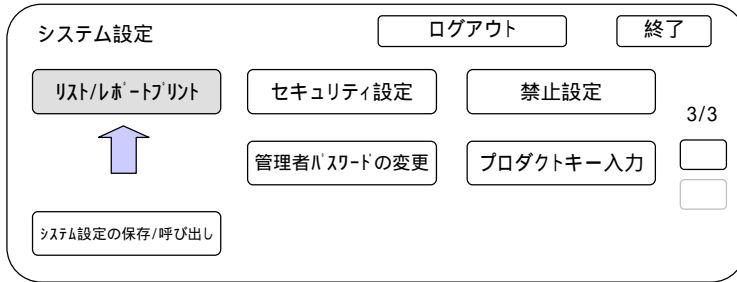 システム設定
ログアウト
終了
ﾘｽﾄ/ﾚﾎﾟｰﾄﾌﾟﾘﾝﾄ
セキュリティ設定
禁止設定
3/3
管理者ﾊﾟｽﾜｰﾄﾞの変更
プロダクトキー入力
ｼｽﾃﾑ設定の保存/呼び出し